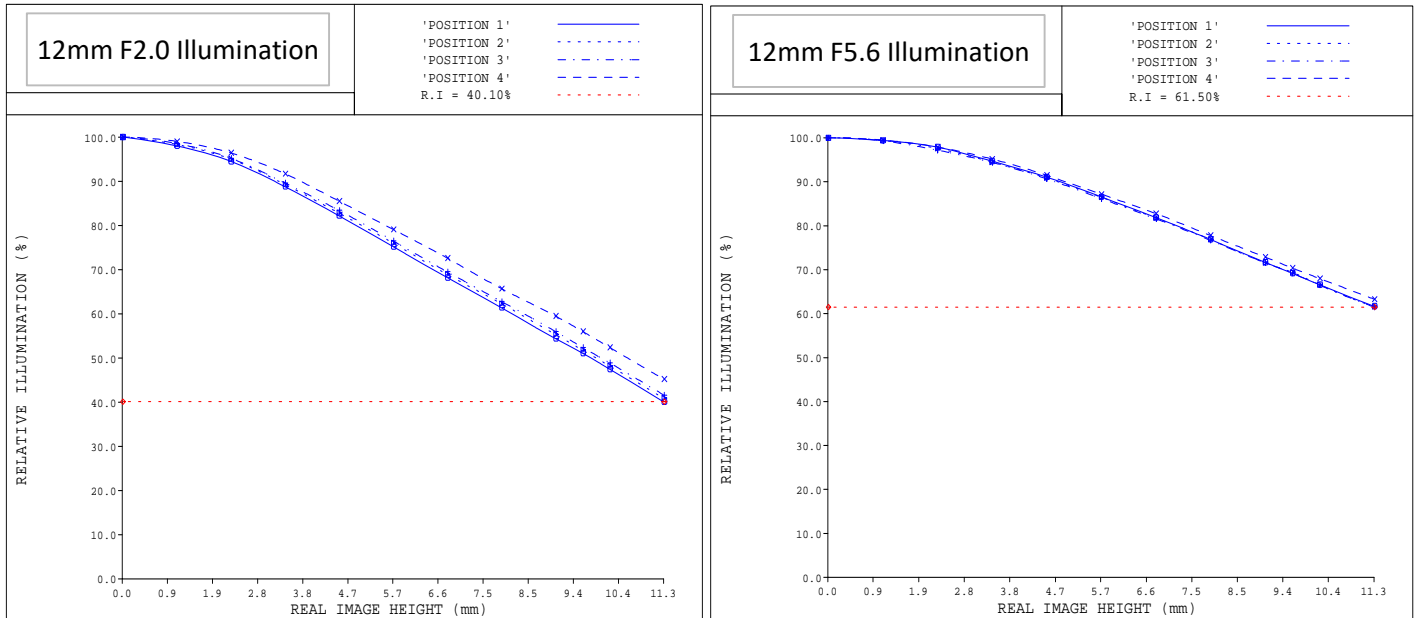 12mm F2.0 Illumination
'POSITION 1'
'POSITION 2'
'POSITION 3'
'POSITION 4'
R.I = 40.10%
RELATIVE ILLUMINATION (%)
100.0
90.0
80.0
70.0
60.0
50.0
40.0
30.0
20.0
10.0
0.0
0.0 0.9 1.9 2.8 3.8 4.7 5.7 6.6 7.5 8.5 9.4 10.4 11.3
REAL IMAGE HEIGHT (mm)
12mm F5.6 Illumination
'POSITION 1'
'POSITION 2'
'POSITION 3'
'POSITION 4'
R.I = 61.50%
RELATIVE ILLUMINATION (%)
100.0
90.0
80.0
70.0
60.0
50.0
40.0
30.0
20.0
10.0
0.0
0.0 0.9 1.9 2.8 3.8 4.7 5.7 6.6 7.5 8.5 9.4 10.4 11.3
REAL IMAGE HEIGHT (mm)